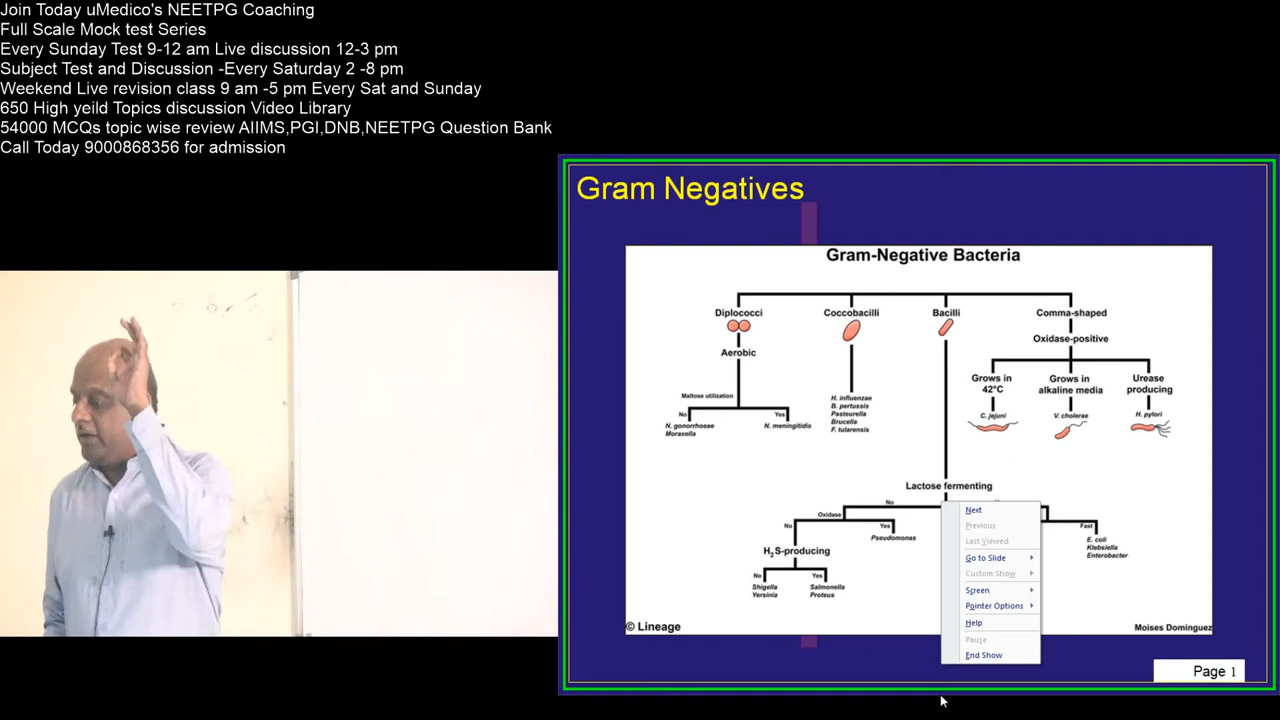 Join Today uMedico's NEETPG Coaching
Full Scale Mock test Series
Every Sunday Test 9-12 am Live discussion 12-3 pm
Subject Test and Discussion -Every Saturday 2 -8 pm
Weekend Live revision class 9 am -5 pm Every Sat and Sunday
650 High yeild Topics discussion Video Library
54000 MCQs topic wise review AIIMS,PGI,DNB,NEETPG Question Bank
Call Today 9000868356 for admission
Gram Negatives
Gram-Negative Bacteria
Diplococci
Coccobacilli
Bacilli
Comma-shaped
Oxidase-positive
Aerobic
Grows in
42°C
Grows in
alkaline media
Urease
producing
Maltose utilization
No
Yes
N. gonorrhoeae
Moraxella
N. meningitidis
H. influenzae
B. pertussis
Pasteurella
Brucella
F. tularensis
C. jejuni
V. cholerae
H. pylori
Lactose fermenting
No
Oxidase
No
Yes
Pseudomonas
H2S-producing
No
Yes
Shigella
Yersinia
Salmonella
Proteus
Fast
E. coli
Klebsiella
Enterobacter
Next
Previous
Last Viewed
Go to Slide
Custom Show
Screen
Pointer Options
Help
Pause
End Show
© Lineage
Moises Dominguez
Page 1